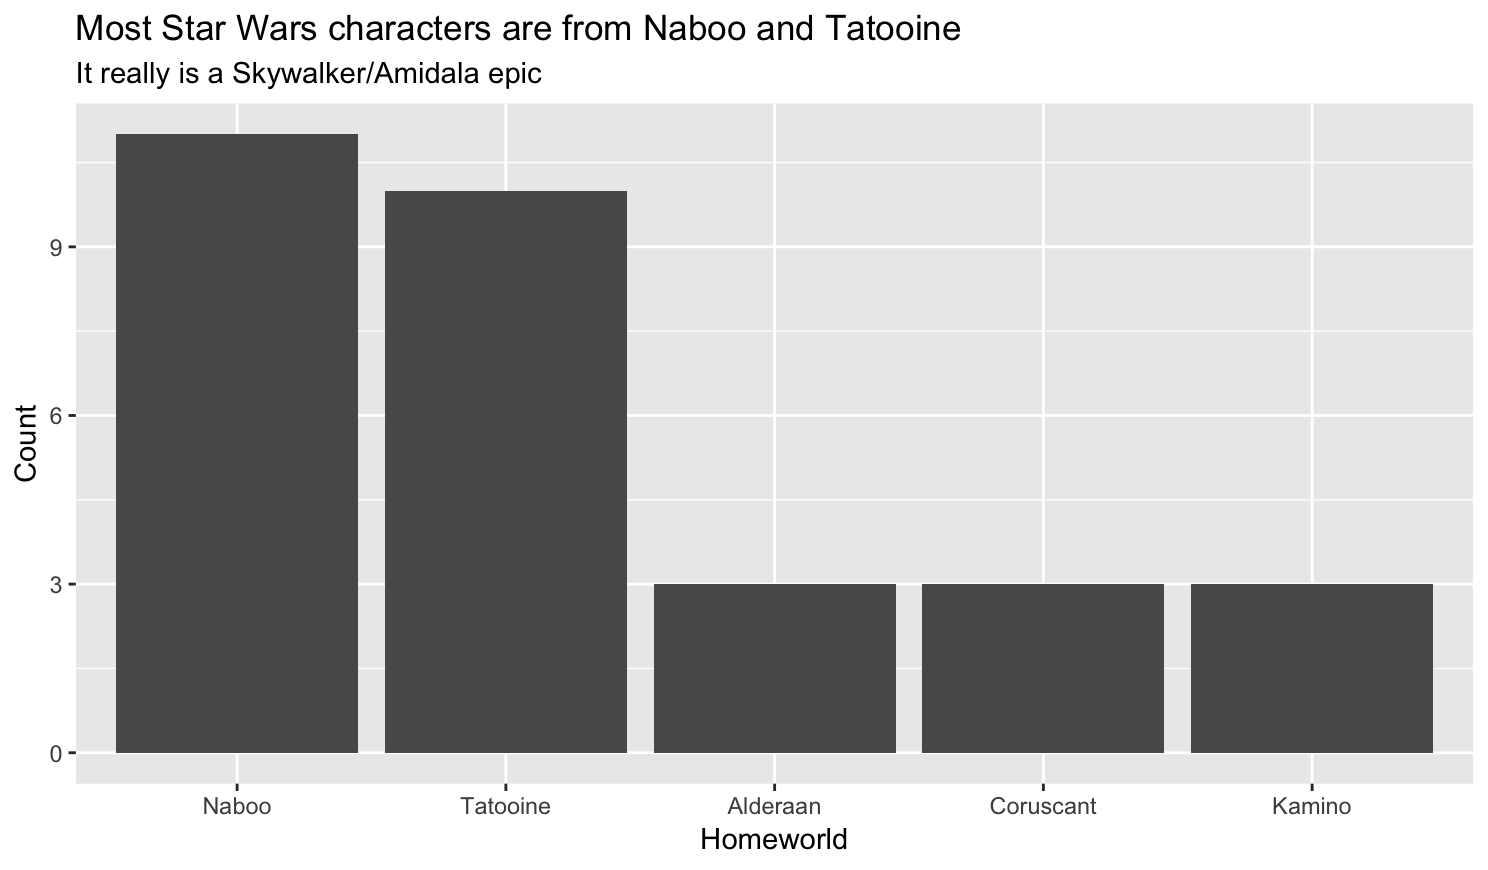 Most Star Wars characters are from Naboo and Tatooine
It really is a Skywalker/Amidala epic
Count
9
6
3
0
Naboo Tatooine Alderaan Coruscant Kamino
Homeworld